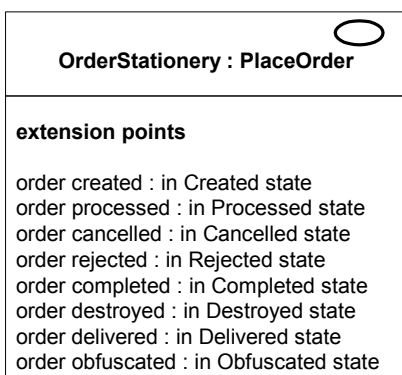 OrderStationery : PlaceOrder
extension points
order created : in Created state
order processed : in Processed state
order cancelled : in Cancelled state
order rejected : in Rejected state
order completed : in Completed state
order destroyed : in Destroyed state
order delivered : in Delivered state
order obfuscated : in Obfuscated state